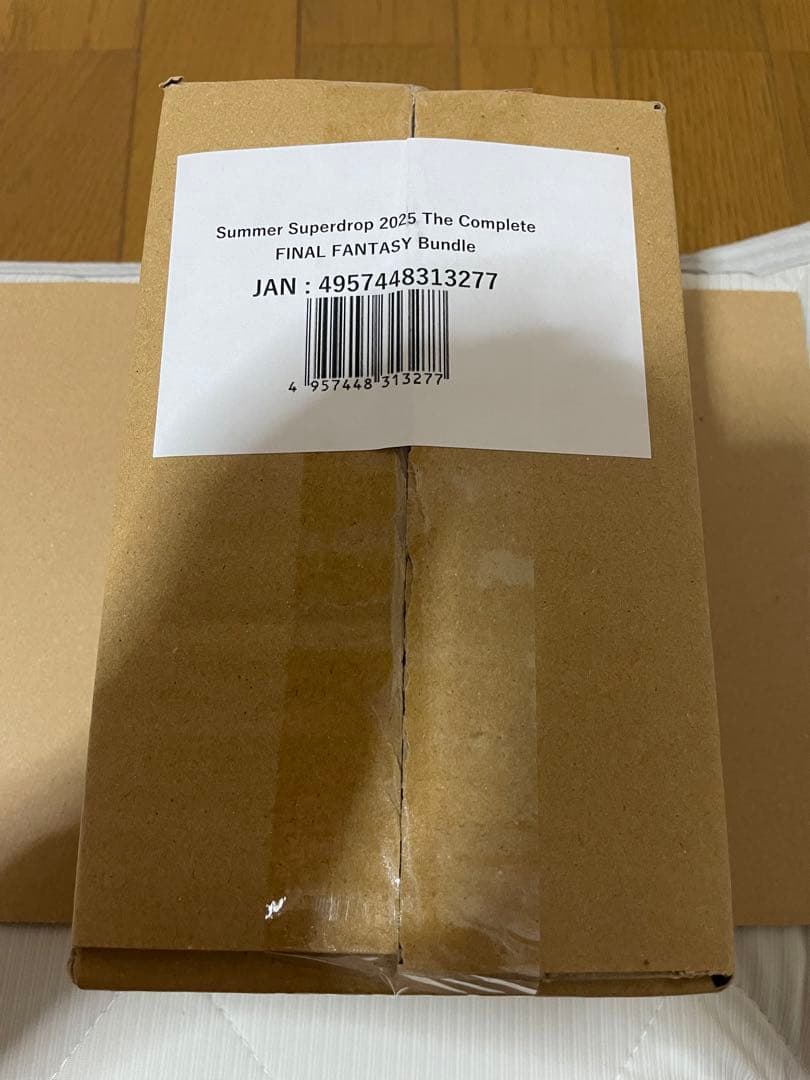 Summer Superdrop 2025 The Complete
FINAL FANTASY Bundle
JAN : 4957448313277
4 957448 313277